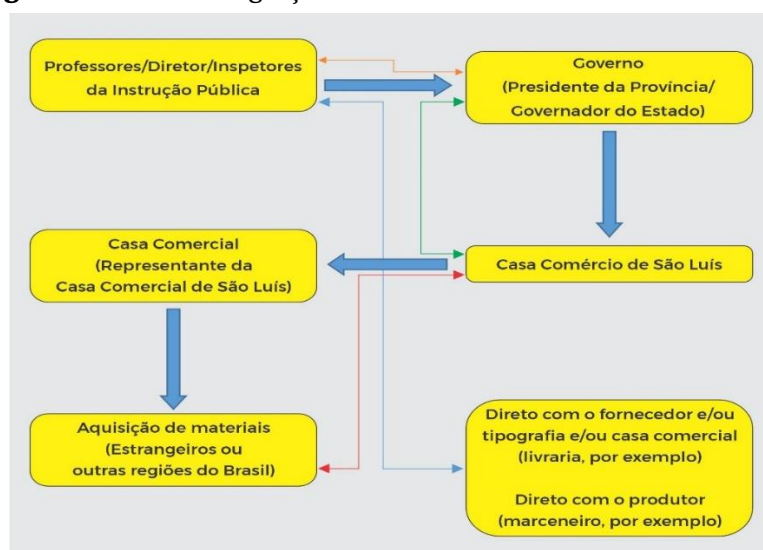 Professores/Diretor/Inspetores
da Instrução Pública
Governo
(Presidente da Província/
Governador do Estado)
Casa Comercial
(Representante da
Casa Comercial de São Luís)
Casa Comércio de São Luís
Aquisição de materiais
(Estrangeiros ou
outras regiões do Brasil)
Direto com o fornecedor e/ou
tipografia e/ou casa comercial
(livraria, por exemplo)
Direto com o produtor
(marceneiro, por exemplo)